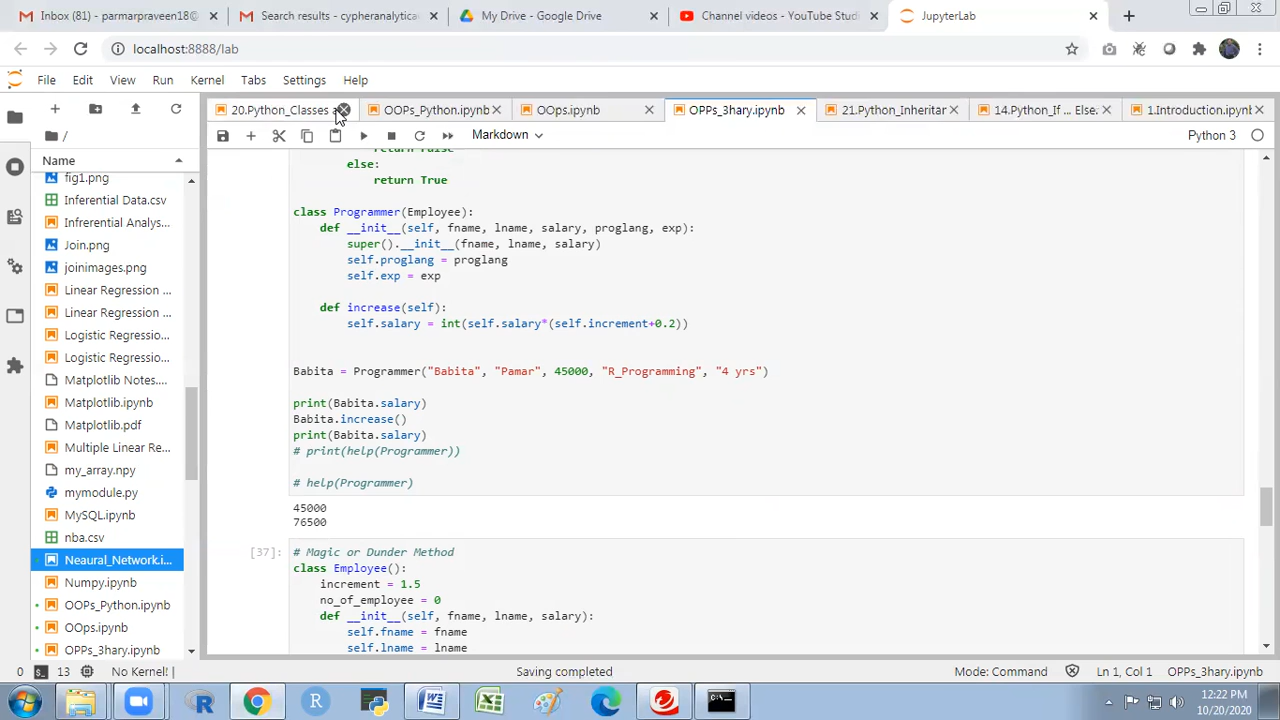 Inbox (81) - parmarpraveen18@
Search results - cypheranalytica
My Drive - Google Drive
Channel videos - YouTube Studi
JupyterLab
localhost:8888/lab
File Edit View Run Kernel Tabs Settings Help
20.Python_Classes
OOPs_Python.ipynb
OOps.ipynb
OPPs_3hary.ipynb
21.Python_Inheritar
14.Python_If ... Else.
1.Introduction.ipynt
Markdown
Python 3
/
Name
fig1.png
Inferential Data.csv
Infrerential Analys...
Join.png
joinimages.png
Linear Regression ...
Linear Regression ...
Logistic Regressio...
Logistic Regressio...
Matplotlib Notes....
Matplotlib.ipynb
Matplotlib.pdf
Multiple Linear Re...
my_array.npy
mymodule.py
MySQL.ipynb
nba.csv
Neaural_Network.i...
Numpy.ipynb
OOPs_Python.ipynb
OOps.ipynb
OPPs_3hary.ipynb
return False
else:
return True
class Programmer(Employee):
def __init__(self, fname, lname, salary, proglang, exp):
super().__init__(fname, lname, salary)
self.proglang = proglang
self.exp = exp
def increase(self):
self.salary = int(self.salary*(self.increment+0.2))
Babita = Programmer("Babita", "Pamar", 45000, "R_Programming", "4 yrs")
print(Babita.salary)
Babita.increase()
print(Babita.salary)
# print(help(Programmer))
# help(Programmer)
45000
76500
[37]:
# Magic or Dunder Method
class Employee():
increment = 1.5
no_of_employee = 0
def __init__(self, fname, lname, salary):
self.fname = fname
self.lname = lname
0 13 No Kernel!
Saving completed
Mode: Command
Ln 1, Col 1
OPPs_3hary.ipynb
12:22 PM
10/20/2020